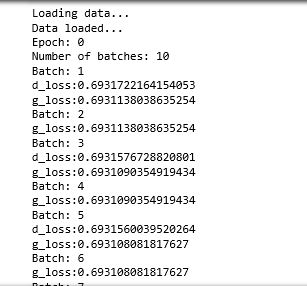 Loading data...
Data loaded...
Epoch: 0
Number of batches: 10
Batch: 1
d_loss:0.6931722164154053
g_loss:0.6931138038635254
Batch: 2
g_loss:0.6931138038635254
Batch: 3
d_loss:0.6931576728820801
g_loss:0.6931090354919434
Batch: 4
g_loss:0.6931090354919434
Batch: 5
d_loss:0.6931560039520264
g_loss:0.693108081817627
Batch: 6
g_loss:0.693108081817627
Batch: 7